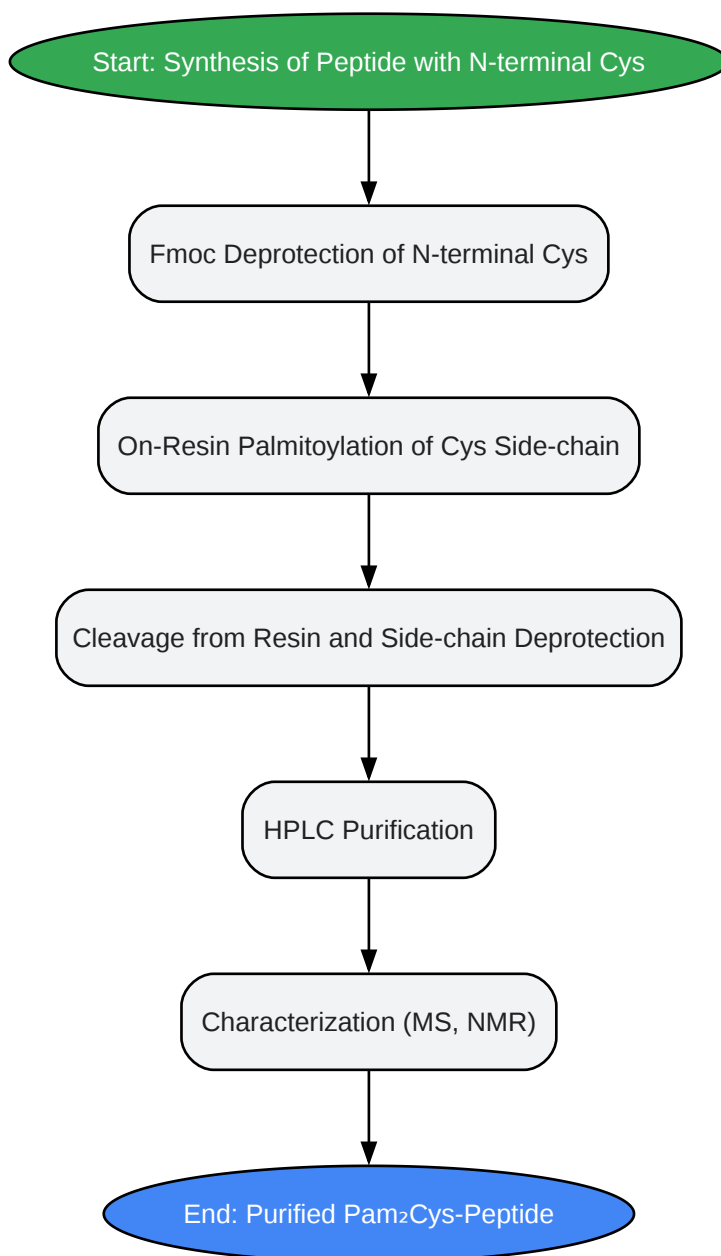 Start: Synthesis of Peptide with N-terminal Cys
Fmoc Deprotection of N-terminal Cys
On-Resin Palmitoylation of Cys Side-chain
Cleavage from Resin and Side-chain Deprotection
HPLC Purification
Characterization (MS, NMR)
End: Purified Pam₂Cys-Peptide